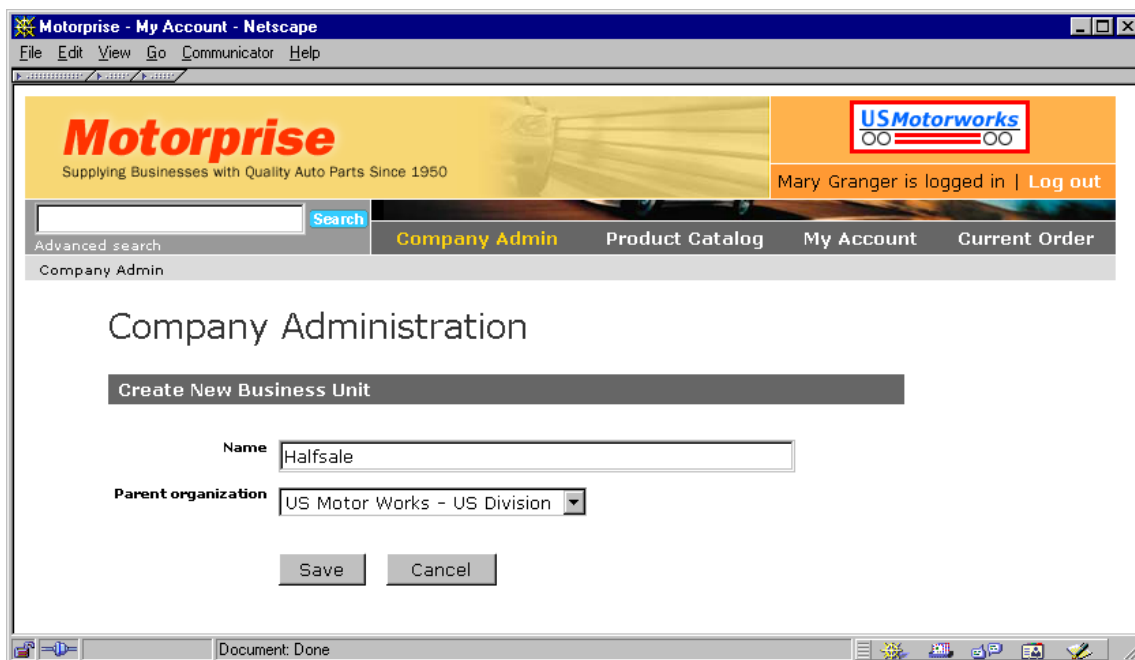 Motorprise - My Account - Netscape
File Edit View Go Communicator Help
Motorprise
Supplying Businesses with Quality Auto Parts Since 1950
USMotorworks
Mary Granger is logged in | Log out
Search
Advanced search
Company Admin Product Catalog My Account Current Order
Company Admin
Company Administration
Create New Business Unit
Name Halfsale
Parent organization US Motor Works - US Division
Save Cancel
Document: Done